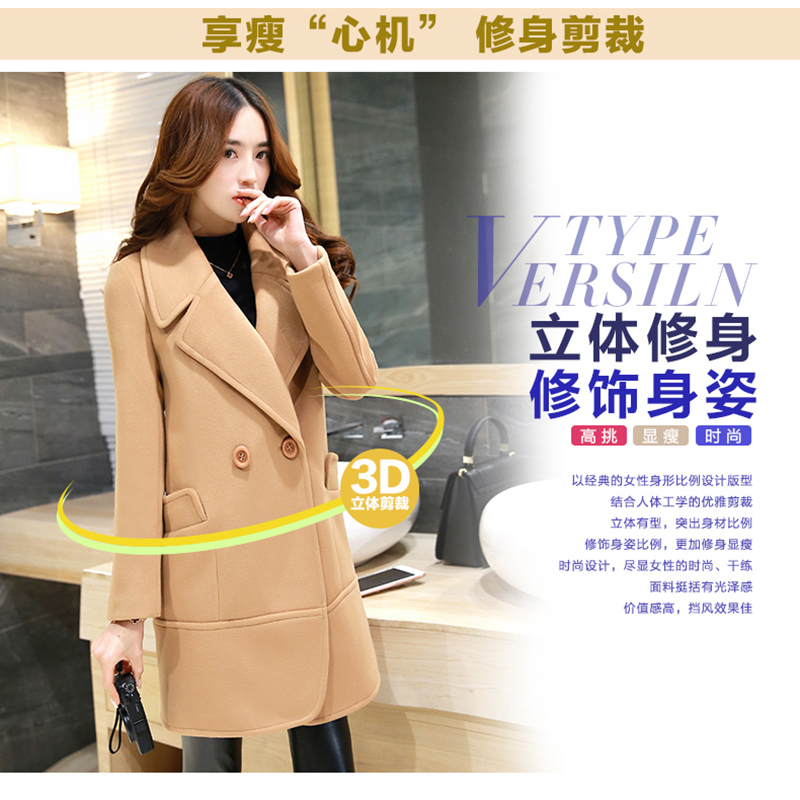 享瘦“心机” 修身剪裁
V TYPE
VERSILN
立体修身
修饰身姿
高挑 显瘦 时尚
3D
立体剪裁
以经典的女性身形比例设计版型
结合人体工学的优雅剪裁
立体有型，突出身材比例
修饰身姿比例，更加修身显瘦
时尚设计，尽显女性的时尚、干练
面料挺括有光泽感
价值感高，挡风效果佳